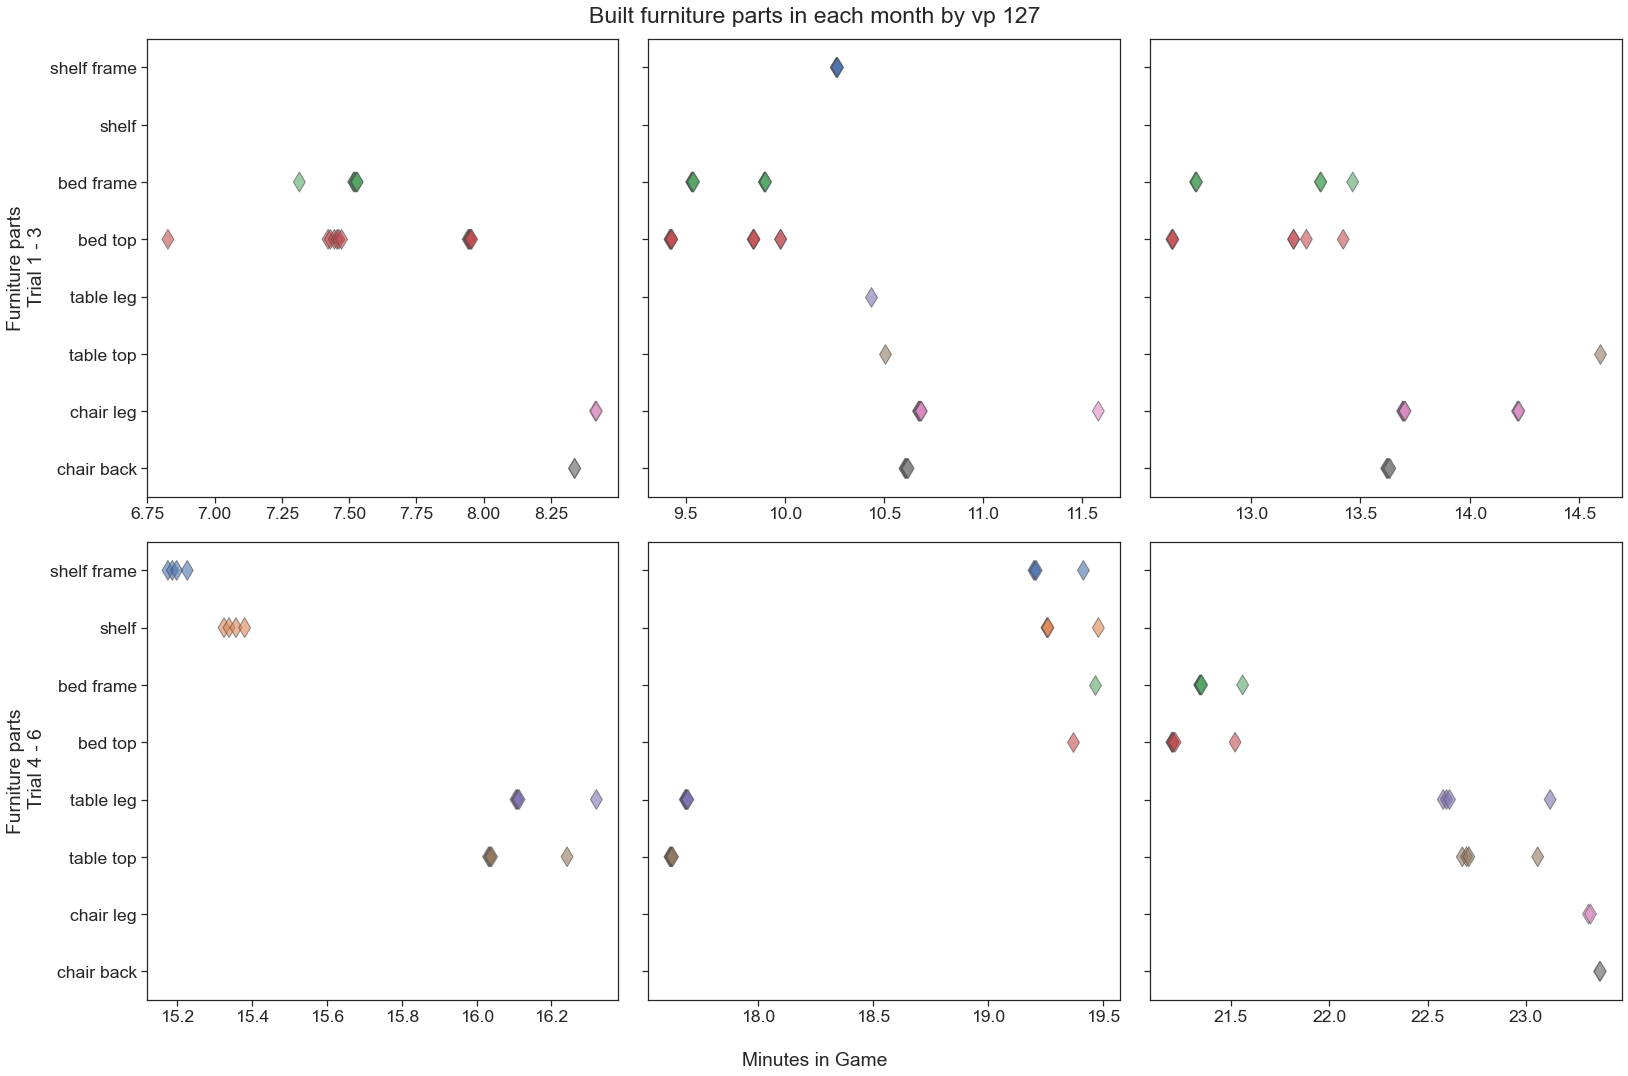 Built furniture parts in each month by vp 127
Furniture parts
Trial 1 - 3
shelf frame
shelf
bed frame
bed top
table leg
table top
chair leg
chair back
6.75 7.00 7.25 7.50 7.75 8.00 8.25
9.5 10.0 10.5 11.0 11.5
13.0 13.5 14.0 14.5
Furniture parts
Trial 4 - 6
shelf frame
shelf
bed frame
bed top
table leg
table top
chair leg
chair back
15.2 15.4 15.6 15.8 16.0 16.2
18.0 18.5 19.0 19.5
21.5 22.0 22.5 23.0
Minutes in Game